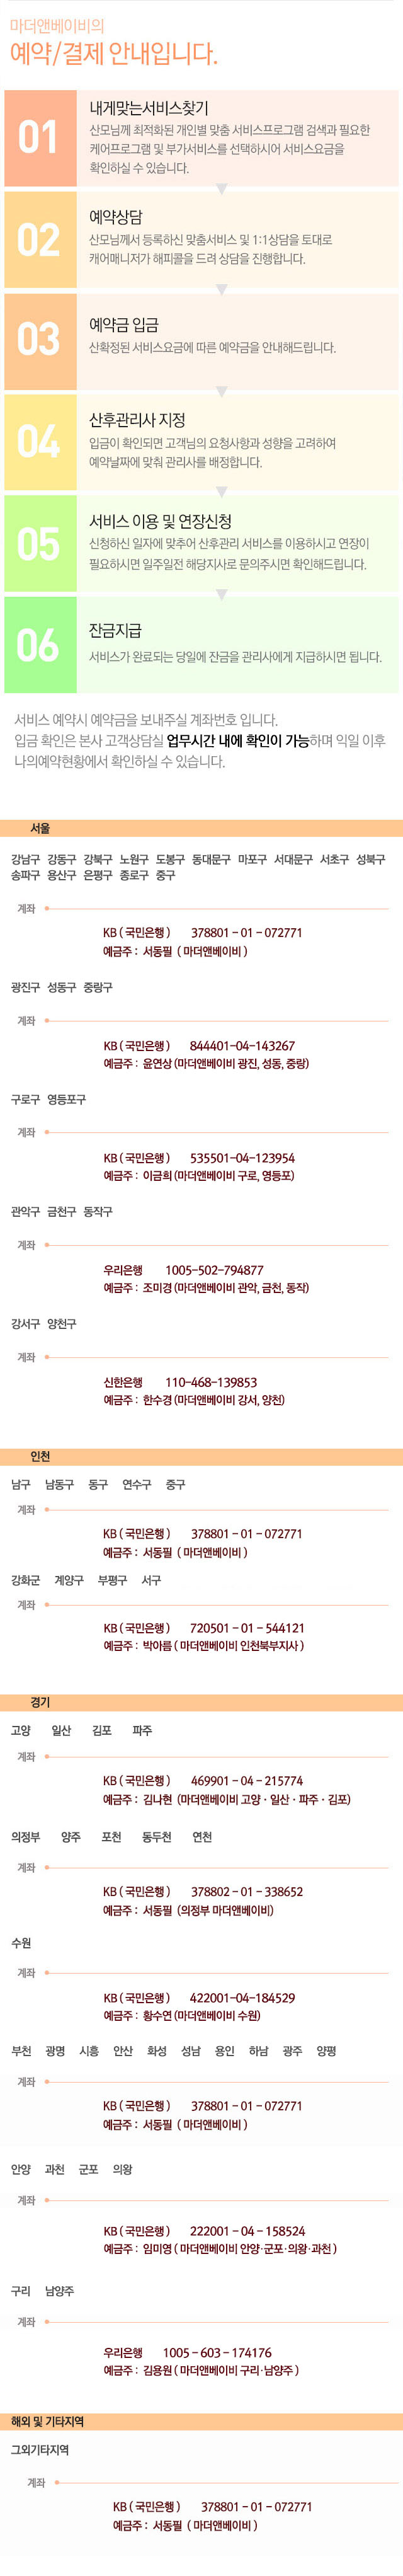 마더앤베이비의
예약/결제 안내입니다.
01
내게맞는서비스찾기
산모님께 최적화된 개인별 맞춤 서비스프로그램 검색과 필요한
케어프로그램 및 부가서비스를 선택하시어 서비스요금을
확인하실 수 있습니다.
02
예약상담
산모님께서 등록하신 맞춤서비스 및 1:1상담을 토대로
캐어매니저가 해피콜을 드려 상담을 진행합니다.
03
예약금 입금
산확정된 서비스요금에 따른 예약금을 안내해드립니다.
04
산후관리사 지정
입금이 확인되면 고객님의 요청사항과 성향을 고려하여
예약날짜에 맞춰 관리사를 배정합니다.
05
서비스 이용 및 연장신청
신청하신 일자에 맞추어 산후관리 서비스를 이용하시고 연장이
필요하시면 일주일전 해당지사로 문의주시면 확인해드립니다.
06
잔금지급
서비스가 완료되는 당일에 잔금을 관리사에게 지급하시면 됩니다.
서비스 예약시 예약금을 보내주실 계좌번호 입니다.
입금 확인은 본사 고객상담실 업무시간 내에 확인이 가능하며 익일 이후
나의예약현황에서 확인하실 수 있습니다.
서울
강남구 강동구 강북구 노원구 도봉구 동대문구 마포구 서대문구 서초구 성북구
송파구 용산구 은평구 종로구 중구
계좌
KB ( 국민은행 ) 378801 - 01 - 072771
예금주 : 서동필 ( 마더앤베이비 )
광진구 성동구 중랑구
계좌
KB ( 국민은행 ) 844401-04-143267
예금주 : 윤연상 (마더앤베이비 광진, 성동, 중랑)
구로구 영등포구
계좌
KB ( 국민은행 ) 535501-04-123954
예금주 : 이금희 (마더앤베이비 구로, 영등포)
관악구 금천구 동작구
계좌
우리은행 1005-502-794877
예금주 : 조미경 (마더앤베이비 관악, 금천, 동작)
강서구 양천구
계좌
신한은행 110-468-139853
예금주 : 한수경 (마더앤베이비 강서, 양천)
인천
남구 남동구 동구 연수구 중구
계좌
KB ( 국민은행 ) 378801 - 01 - 072771
예금주 : 서동필 ( 마더앤베이비 )
강화군 계양구 부평구 서구
계좌
KB ( 국민은행 ) 720501 - 01 - 544121
예금주 : 박아름 ( 마더앤베이비 인천북부지사 )
경기
고양 일산 김포 파주
계좌
KB ( 국민은행 ) 469901 - 04 - 215774
예금주 : 김나현 (마더앤베이비 고양 · 일산 · 파주 · 김포)
의정부 양주 포천 동두천 연천
계좌
KB ( 국민은행 ) 378802 - 01 - 338652
예금주 : 서동필 (의정부 마더앤베이비)
수원
계좌
KB ( 국민은행 ) 422001-04-184529
예금주 : 황수연 (마더앤베이비 수원)
부천 광명 시흥 안산 화성 성남 용인 하남 광주 양평
계좌
KB ( 국민은행 ) 378801 - 01 - 072771
예금주 : 서동필 ( 마더앤베이비 )
안양 과천 군포 의왕
계좌
KB ( 국민은행 ) 222001 - 04 - 158524
예금주 : 임미영 ( 마더앤베이비 안양·군포·의왕·과천 )
구리 남양주
계좌
우리은행 1005 - 603 - 174176
예금주 : 김용원 ( 마더앤베이비 구리·남양주 )
해외 및 기타지역
그외기타지역
계좌
KB ( 국민은행 ) 378801 - 01 - 072771
예금주 : 서동필 ( 마더앤베이비 )